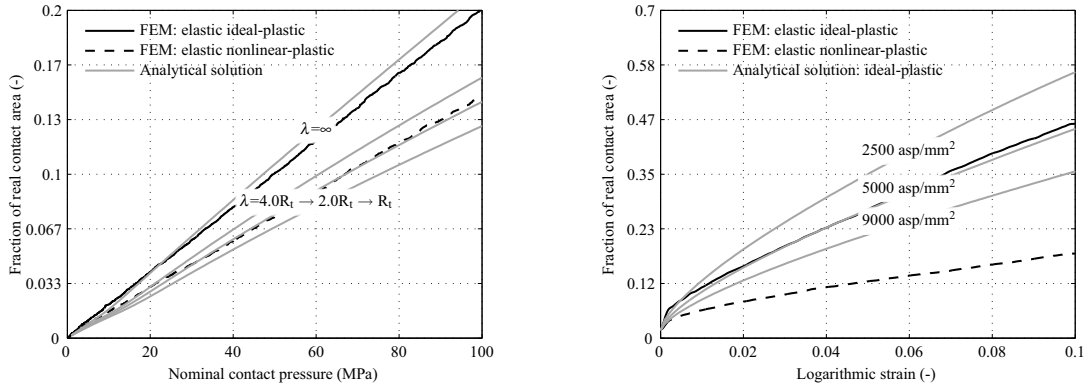 0.2
0.17
0.13
0.1
0.067
0.033
0
0
20
40
60
80
100
Fraction of real contact area (-)
Nominal contact pressure (MPa)
FEM: elastic ideal-plastic
FEM: elastic nonlinear-plastic
Analytical solution
λ=∞
λ=4.0Rₜ → 2.0Rₜ → Rₜ
0.7
0.58
0.47
0.35
0.23
0.12
0
0
0.02
0.04
0.06
0.08
0.1
Fraction of real contact area (-)
Logarithmic strain (-)
FEM: elastic ideal-plastic
FEM: elastic nonlinear-plastic
Analytical solution: ideal-plastic
2500 asp/mm²
5000 asp/mm²
9000 asp/mm²